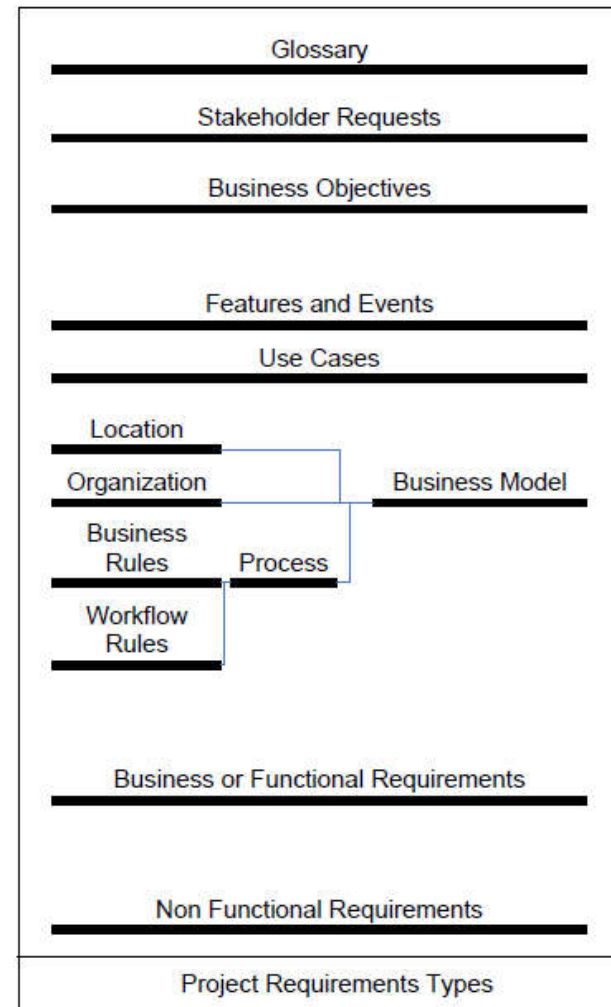 Glossary
Stakeholder Requests
Business Objectives
Features and Events
Use Cases
Location
Organization
Business Model
Business
Rules
Process
Workflow
Rules
Business or Functional Requirements
Non Functional Requirements
Project Requirements Types